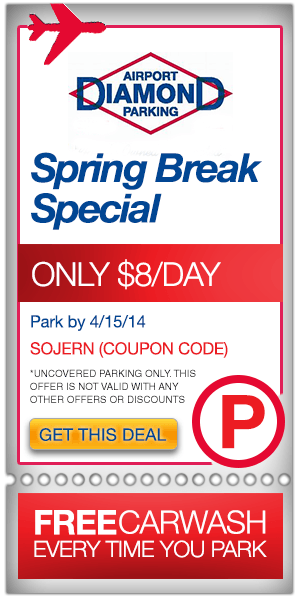 AIRPORT
DIAMOND
PARKING
Spring Break
Special
ONLY $8/DAY
Park by 4/15/14
SOJERN (COUPON CODE)
*UNCOVERED PARKING ONLY. THIS
OFFER IS NOT VALID WITH ANY
OTHER OFFERS OR DISCOUNTS
P
GET THIS DEAL
FREE CARWASH
EVERY TIME YOU PARK